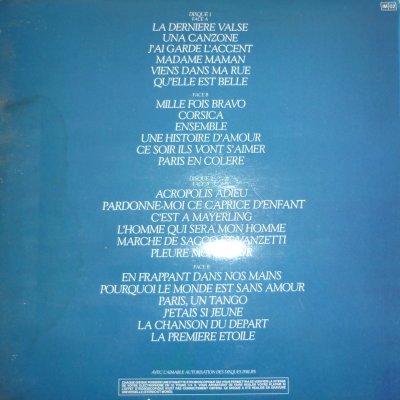 DISQUE 1
FACE A
LA DERNIERE VALSE
UNA CANZONE
J'AI GARDE L'ACCENT
MADAME MAMAN
VIENS DANS MA RUE
QU'ELLE EST BELLE
FACE B
MILLE FOIS BRAVO
CORSICA
ENSEMBLE
UNE HISTOIRE D'AMOUR
CE SOIR ILS VONT S'AIMER
PARIS EN COLERE
DISQUE 2
FACE A
ACROPOLIS ADIEU
PARDONNE-MOI CE CAPRICE D'ENFANT
C'EST A MAYERLING
L'HOMME QUI SERA MON HOMME
MARCHE DE SACCO ET VANZETTI
PLEURE
FACE B
EN FRAPPANT DANS NOS MAINS
POURQUOI LE MONDE EST SANS AMOUR
PARIS, UN TANGO
J'ETAIS SI JEUNE
LA CHANSON DU DEPART
LA PREMIERE ETOILE
AVEC L'AIMABLE AUTORISATION DES DISQUES PHILIPS